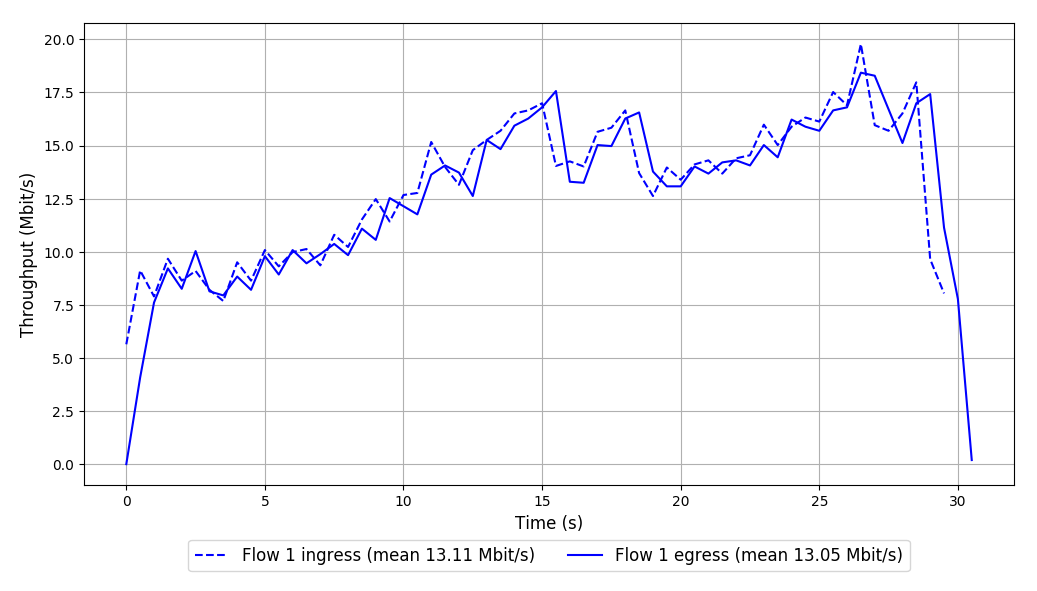 20.0
17.5
15.0
12.5
10.0
7.5
5.0
2.5
0.0
Throughput (Mbit/s)
0 5 10 15 20 25 30
Time (s)
Flow 1 ingress (mean 13.11 Mbit/s) Flow 1 egress (mean 13.05 Mbit/s)